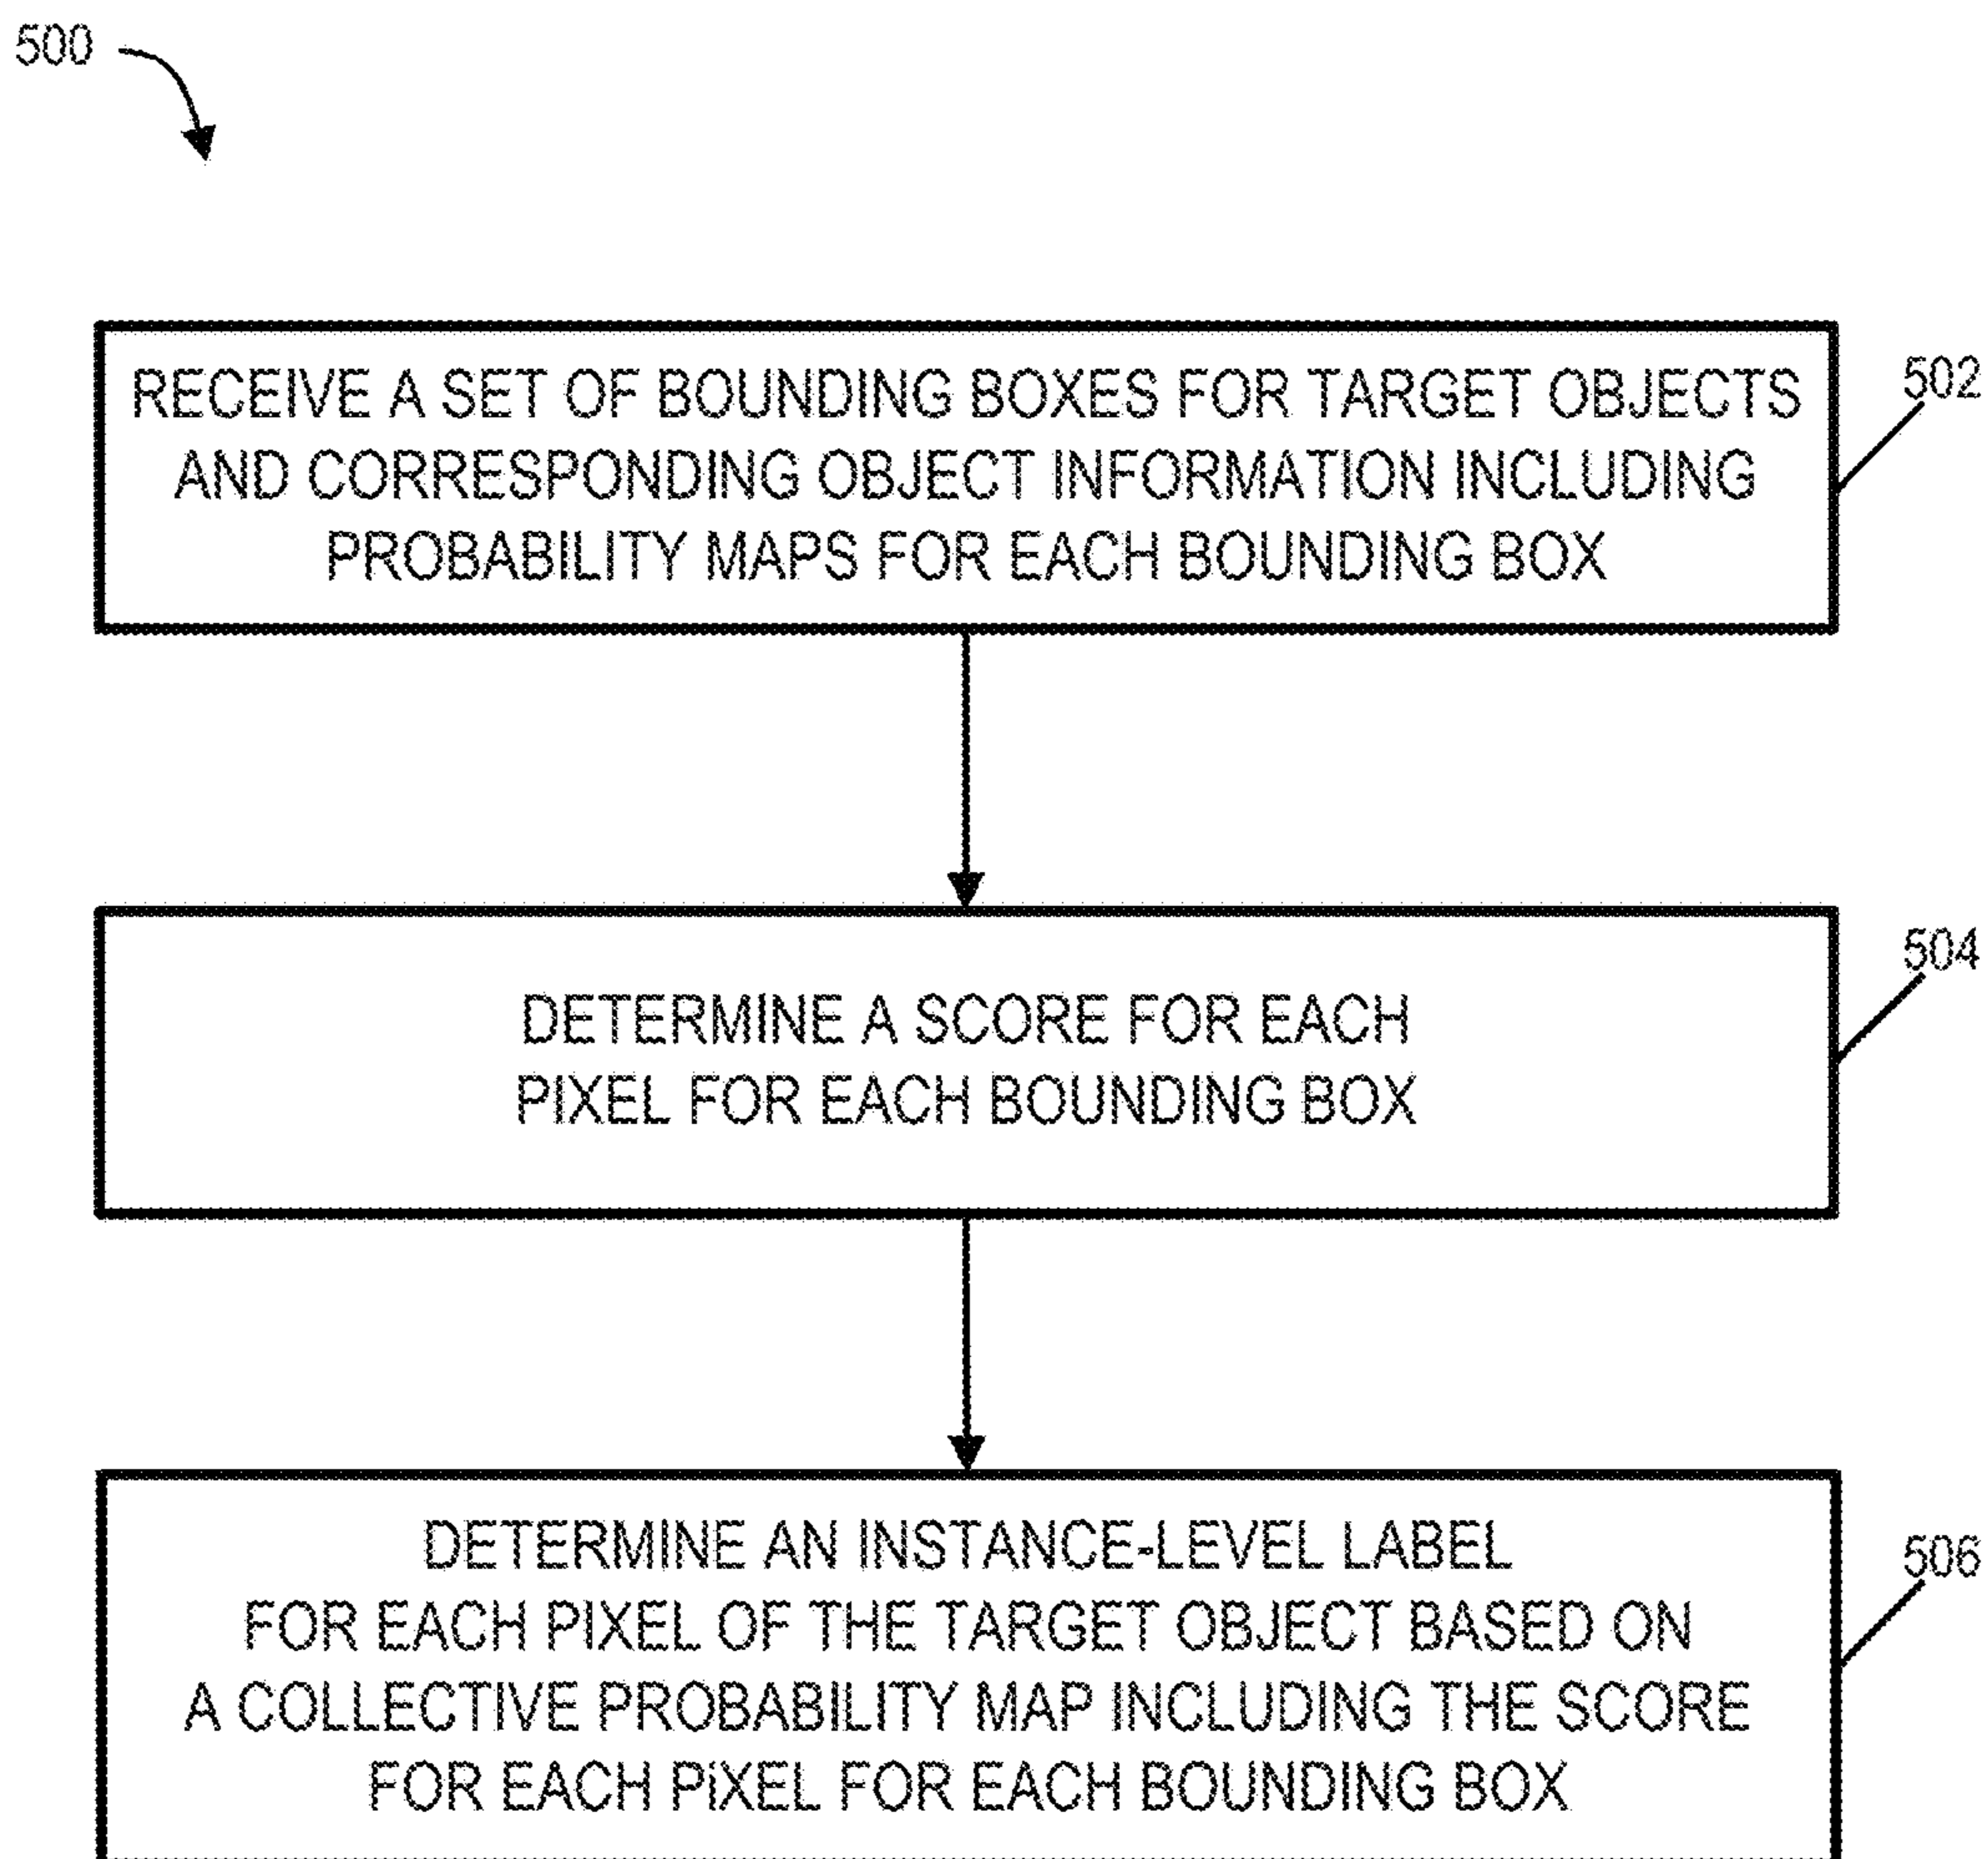 500
RECEIVE A SET OF BOUNDING BOXES FOR TARGET OBJECTS
AND CORRESPONDING OBJECT INFORMATION INCLUDING
PROBABILITY MAPS FOR EACH BOUNDING BOX
502
DETERMINE A SCORE FOR EACH
PIXEL FOR EACH BOUNDING BOX
504
DETERMINE AN INSTANCE-LEVEL LABEL
FOR EACH PIXEL OF THE TARGET OBJECT BASED ON
A COLLECTIVE PROBABILITY MAP INCLUDING THE SCORE
FOR EACH PIXEL FOR EACH BOUNDING BOX
506